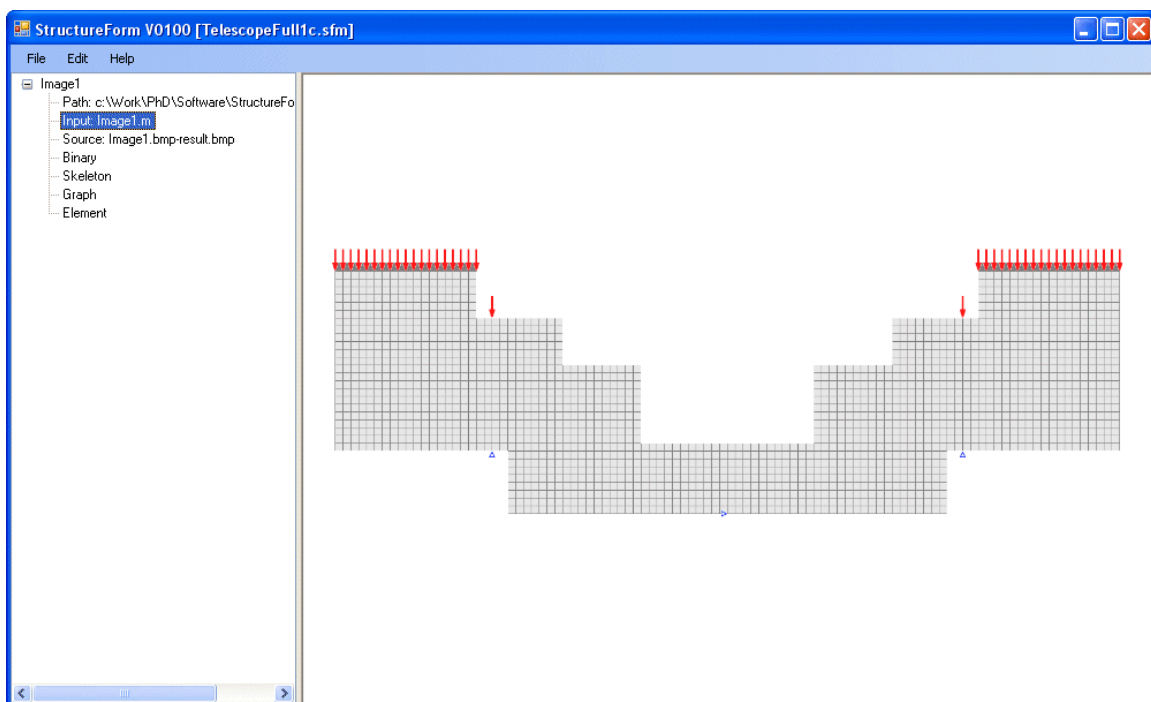 StructureForm V0100 [TelescopeFull1c.sfm]
File Edit Help
Image1
Path: c:\Work\PhD\Software\StructureFo
Input: Image1.m
Source: Image1.bmp-result.bmp
Binary
Skeleton
Graph
Element